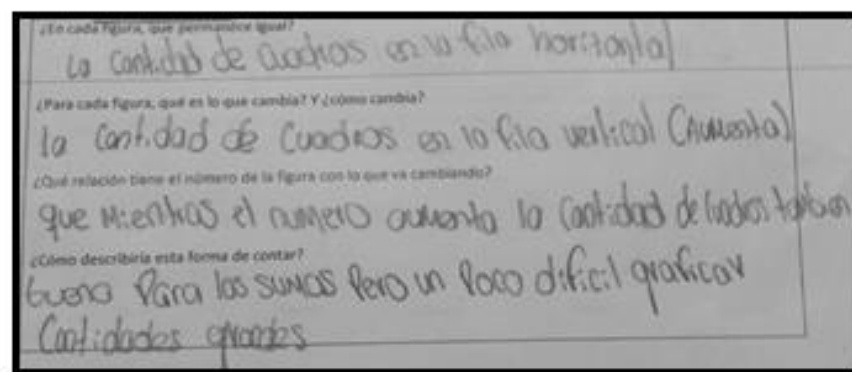 ¿En cada figura, que permanece igual?
La cantidad de cuadros en la fila horizontal
¿Para cada figura, qué es lo que cambia? Y ¿cómo cambia?
la cantidad de cuadros en la fila vertical (Aumenta)
¿Qué relación tiene el número de la figura con lo que va cambiando?
que mientras el numero aumenta la cantidad de cuadros tambien
¿Cómo describiría esta forma de contar?
buena para las sumas pero un poco dificil graficar
Cantidades grandes